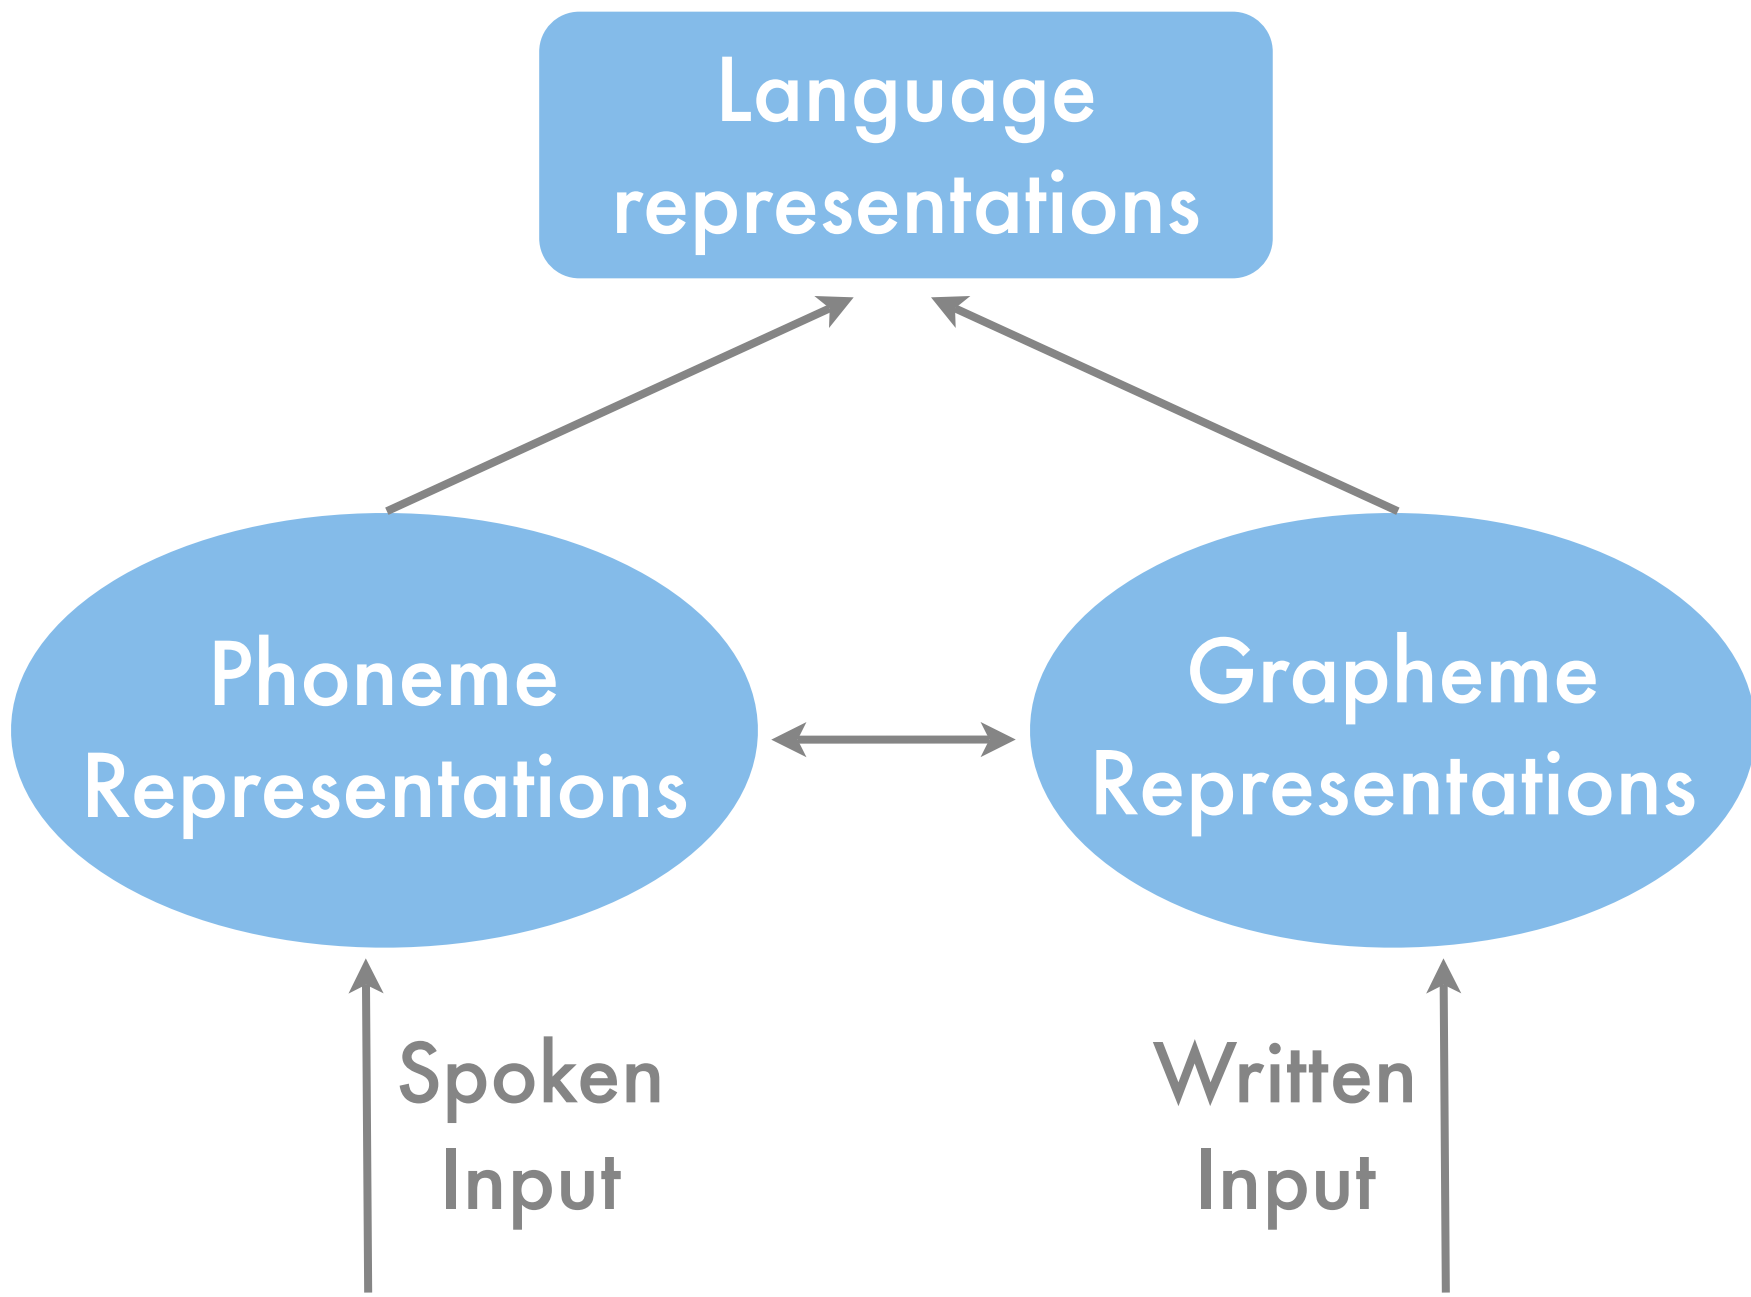 Language
representations
Phoneme
Representations
Grapheme
Representations
Spoken
Input
Written
Input